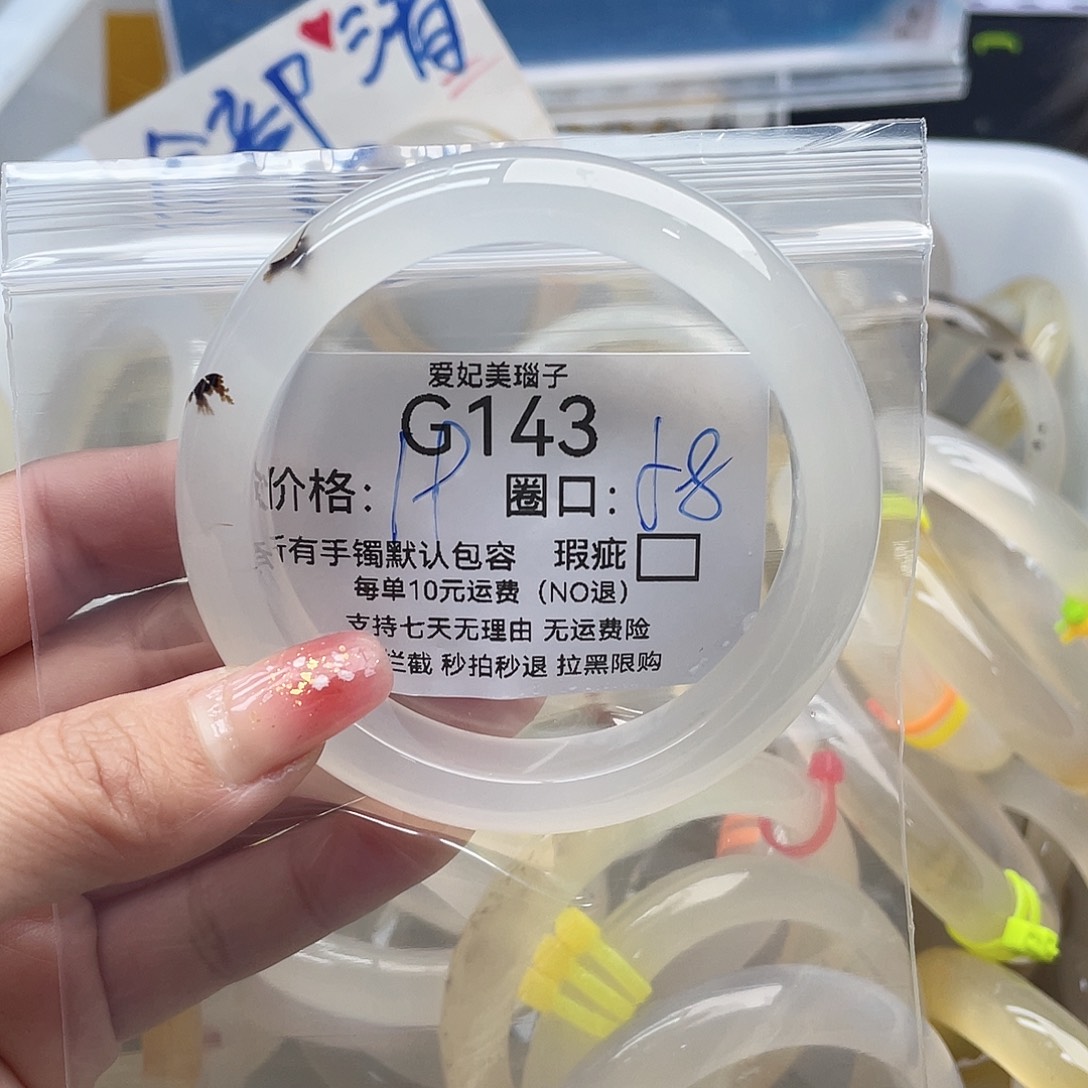 爱妃美瑙子
G143
价格: 圈口: 58
所有手镯默认包容 瑕疵
每单10元运费 (NO退)
支持七天无理由 无运费险
拦截 秒拍秒退 拉黑限购